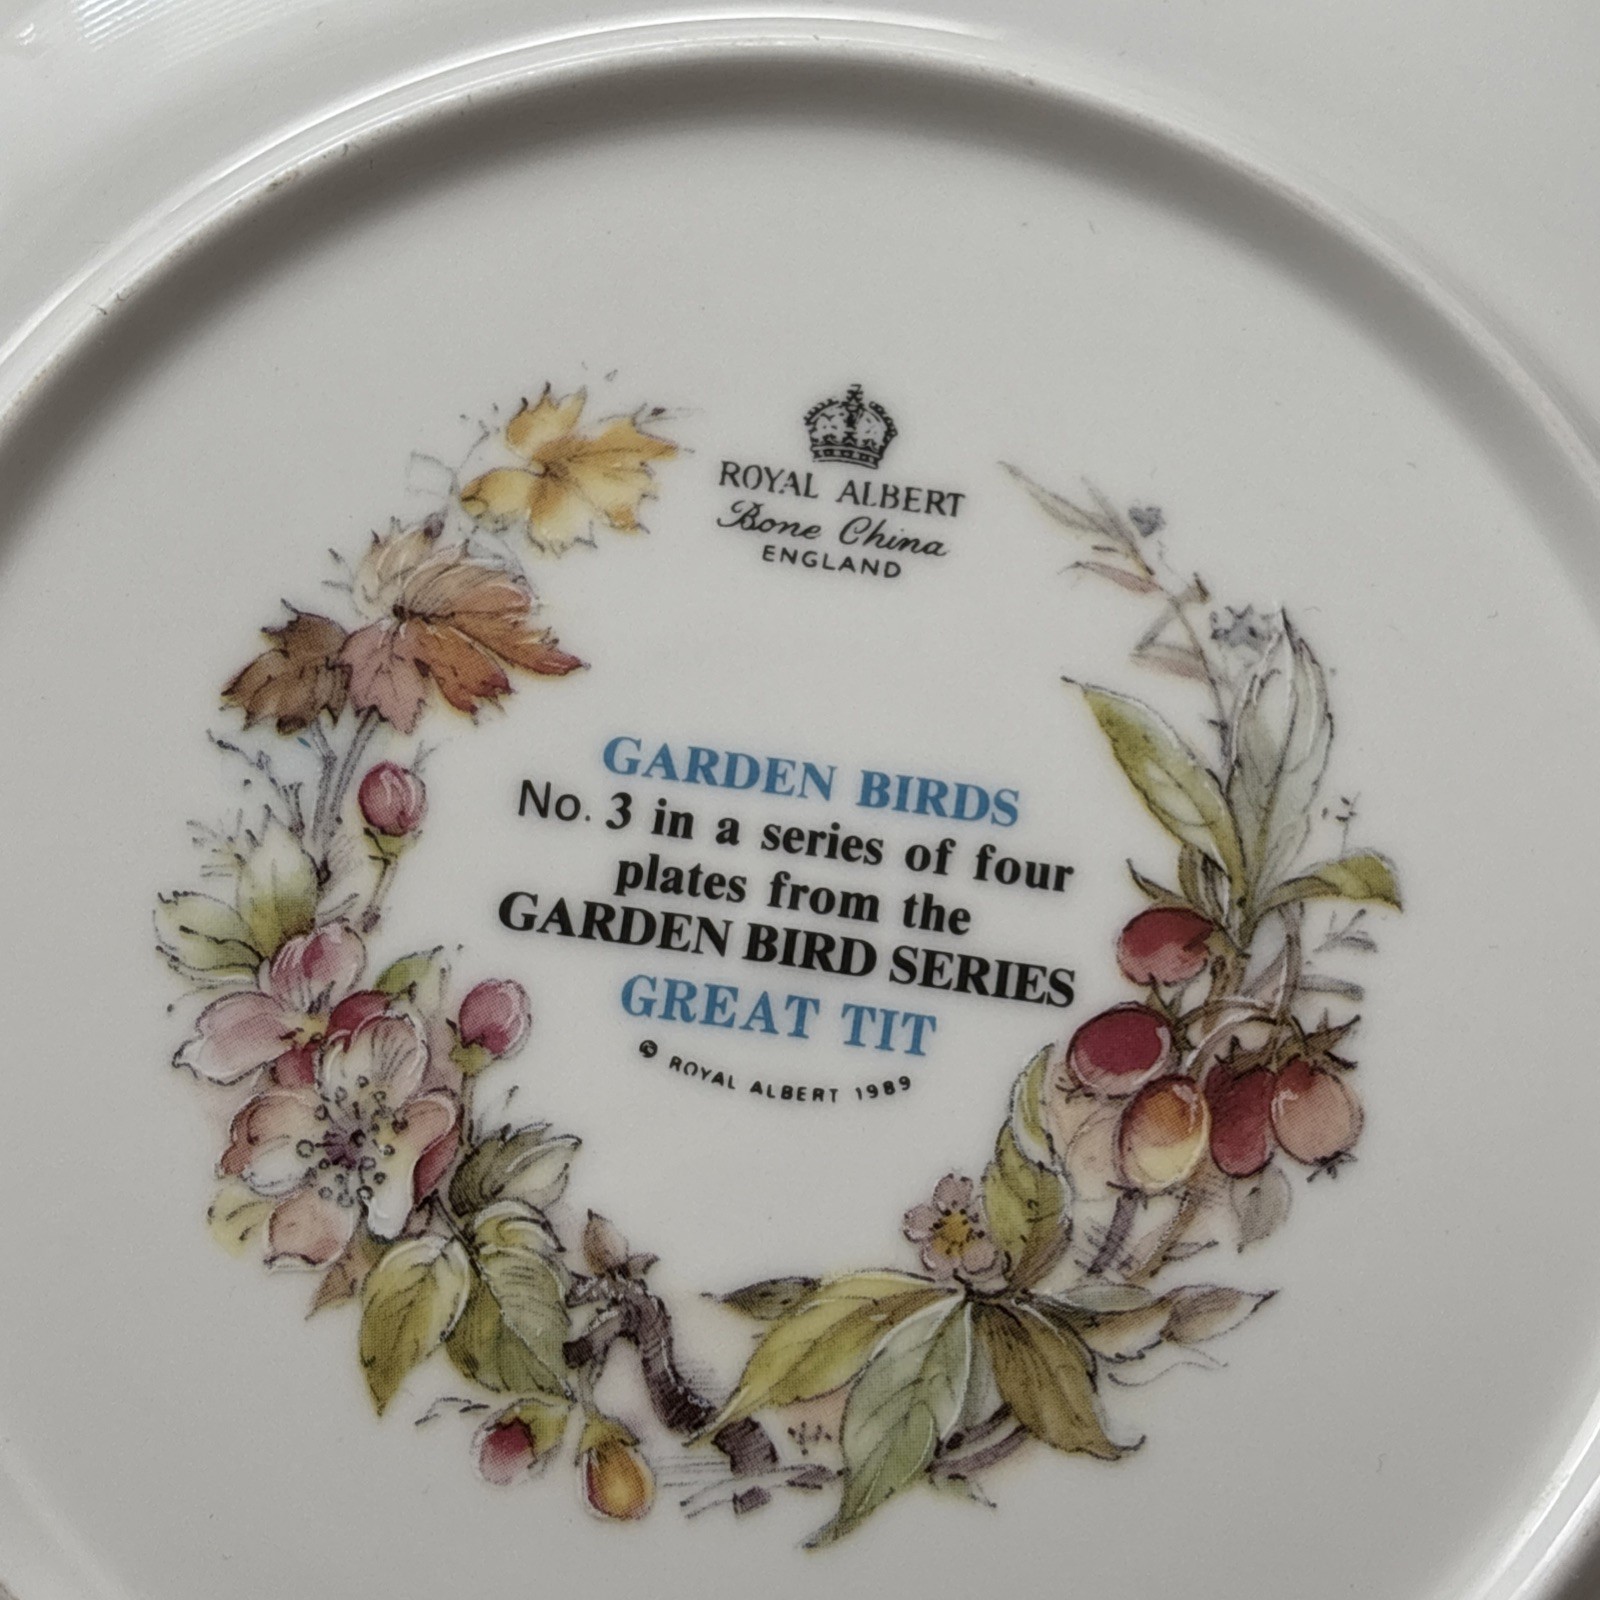 ROYAL ALBERT
Bone China
ENGLAND
GARDEN BIRDS
No. 3 in a series of four
plates from the
GARDEN BIRD SERIES
GREAT TIT
© ROYAL ALBERT 1989